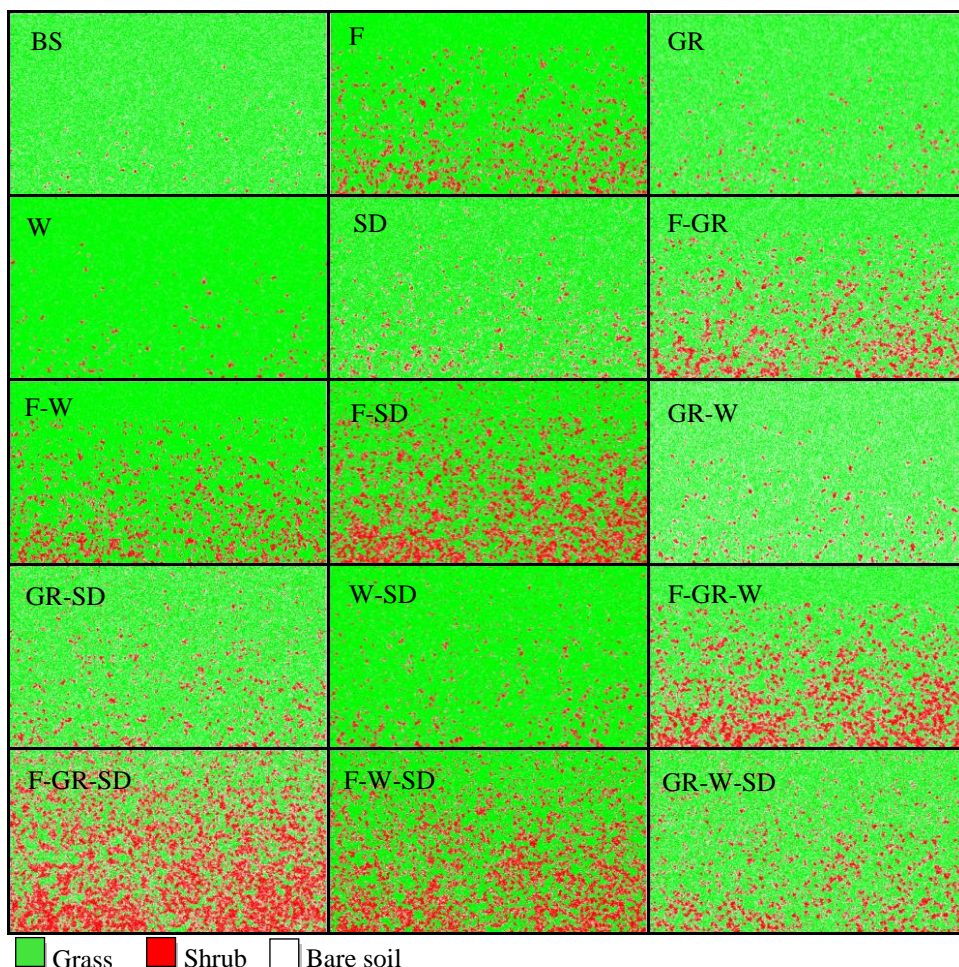 BS F GR
W SD F-GR
F-W F-SD GR-W
GR-SD W-SD F-GR-W
F-GR-SD F-W-SD GR-W-SD
Grass Shrub Bare soil